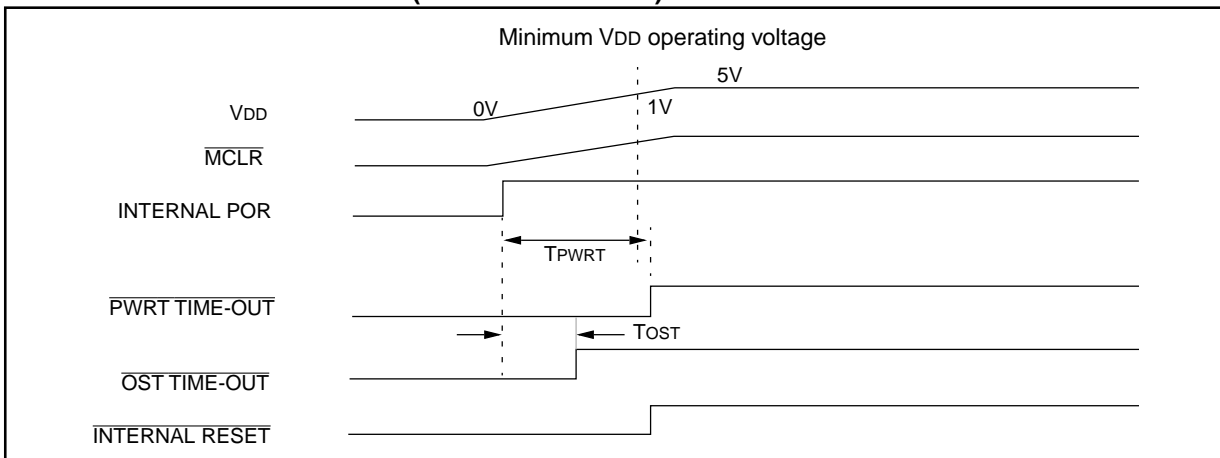 (
)
Minimum VDD operating voltage
5V
VDD
0V
1V
MCLR
INTERNAL POR
TPWRT
PWRT TIME-OUT
TOST
OST TIME-OUT
INTERNAL RESET